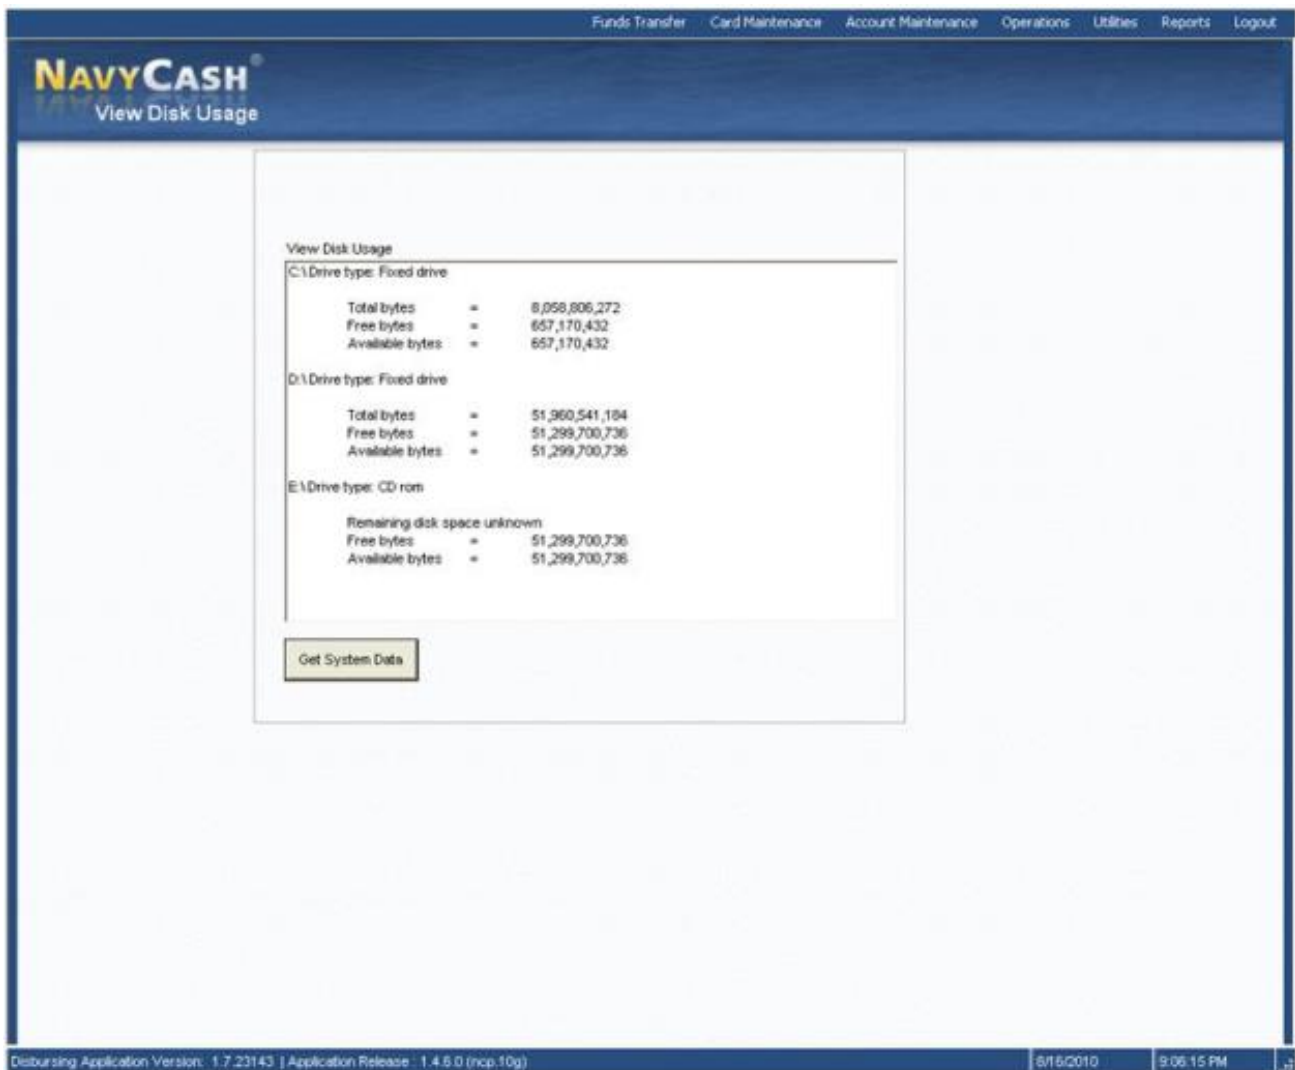 Funds Transfer Card Maintenance Account Maintenance Operations Utilities Reports Logout
NAVYCASH®
View Disk Usage
View Disk Usage
C:\Drive type: Fixed drive
Total bytes = 8,058,806,272
Free bytes = 657,170,432
Available bytes = 657,170,432
D:\Drive type: Fixed drive
Total bytes = 51,960,541,184
Free bytes = 51,299,700,736
Available bytes = 51,299,700,736
E:\Drive type: CD rom
Remaining disk space unknown
Free bytes = 51,299,700,736
Available bytes = 51,299,700,736
Get System Data
Disbursing Application Version: 1.7.23143 | Application Release : 1.4.6.0 (ncp.10g) 8/16/2010 9:06:15 PM